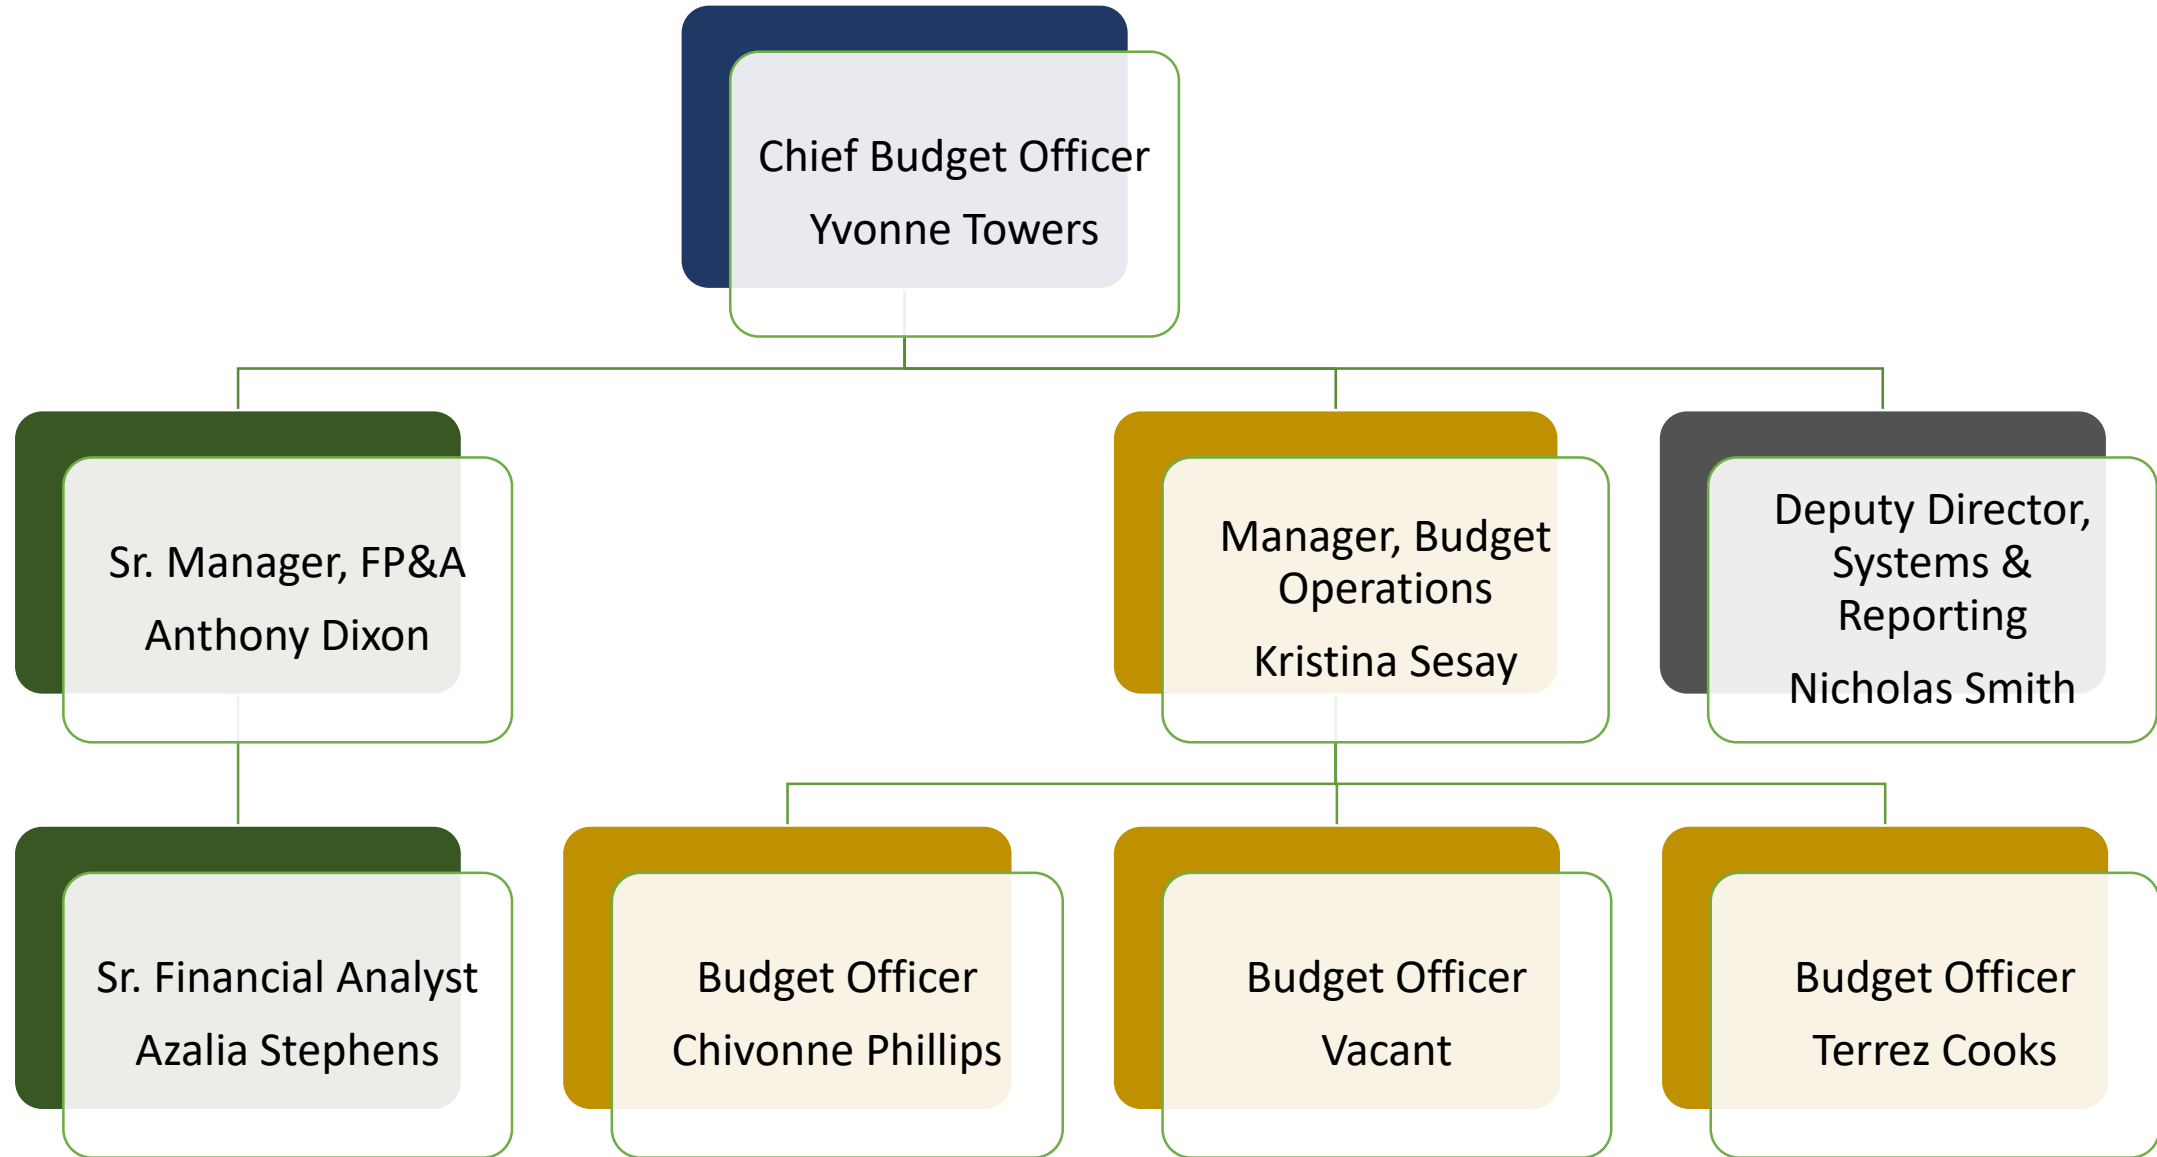 Chief Budget Officer
Yvonne Towers
Sr. Manager, FP&A
Anthony Dixon
Manager, Budget
Operations
Kristina Sesay
Deputy Director,
Systems &
Reporting
Nicholas Smith
Sr. Financial Analyst
Azalia Stephens
Budget Officer
Chivonne Phillips
Budget Officer
Vacant
Budget Officer
Terrez Cooks